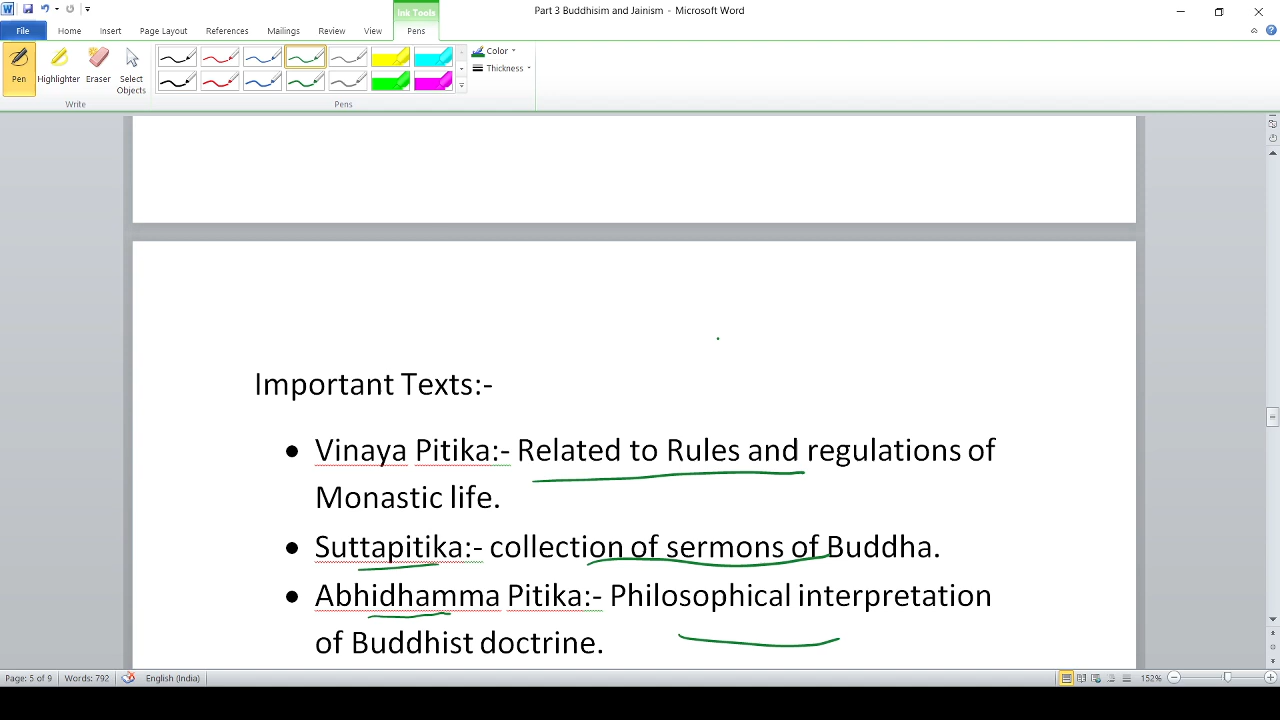 Ink Tools
Part 3 Buddhisim and Jainism - Microsoft Word
File Home Insert Page Layout References Mailings Review View Pens
Pen Highlighter Eraser Select Objects
Color
Thickness
Write Pens
Important Texts:-
• Vinaya Pitika:- Related to Rules and regulations of
Monastic life.
• Suttapitika:- collection of sermons of Buddha.
• Abhidhamma Pitika:- Philosophical interpretation
of Buddhist doctrine.
Page: 5 of 9 Words: 792 English (India) 152%